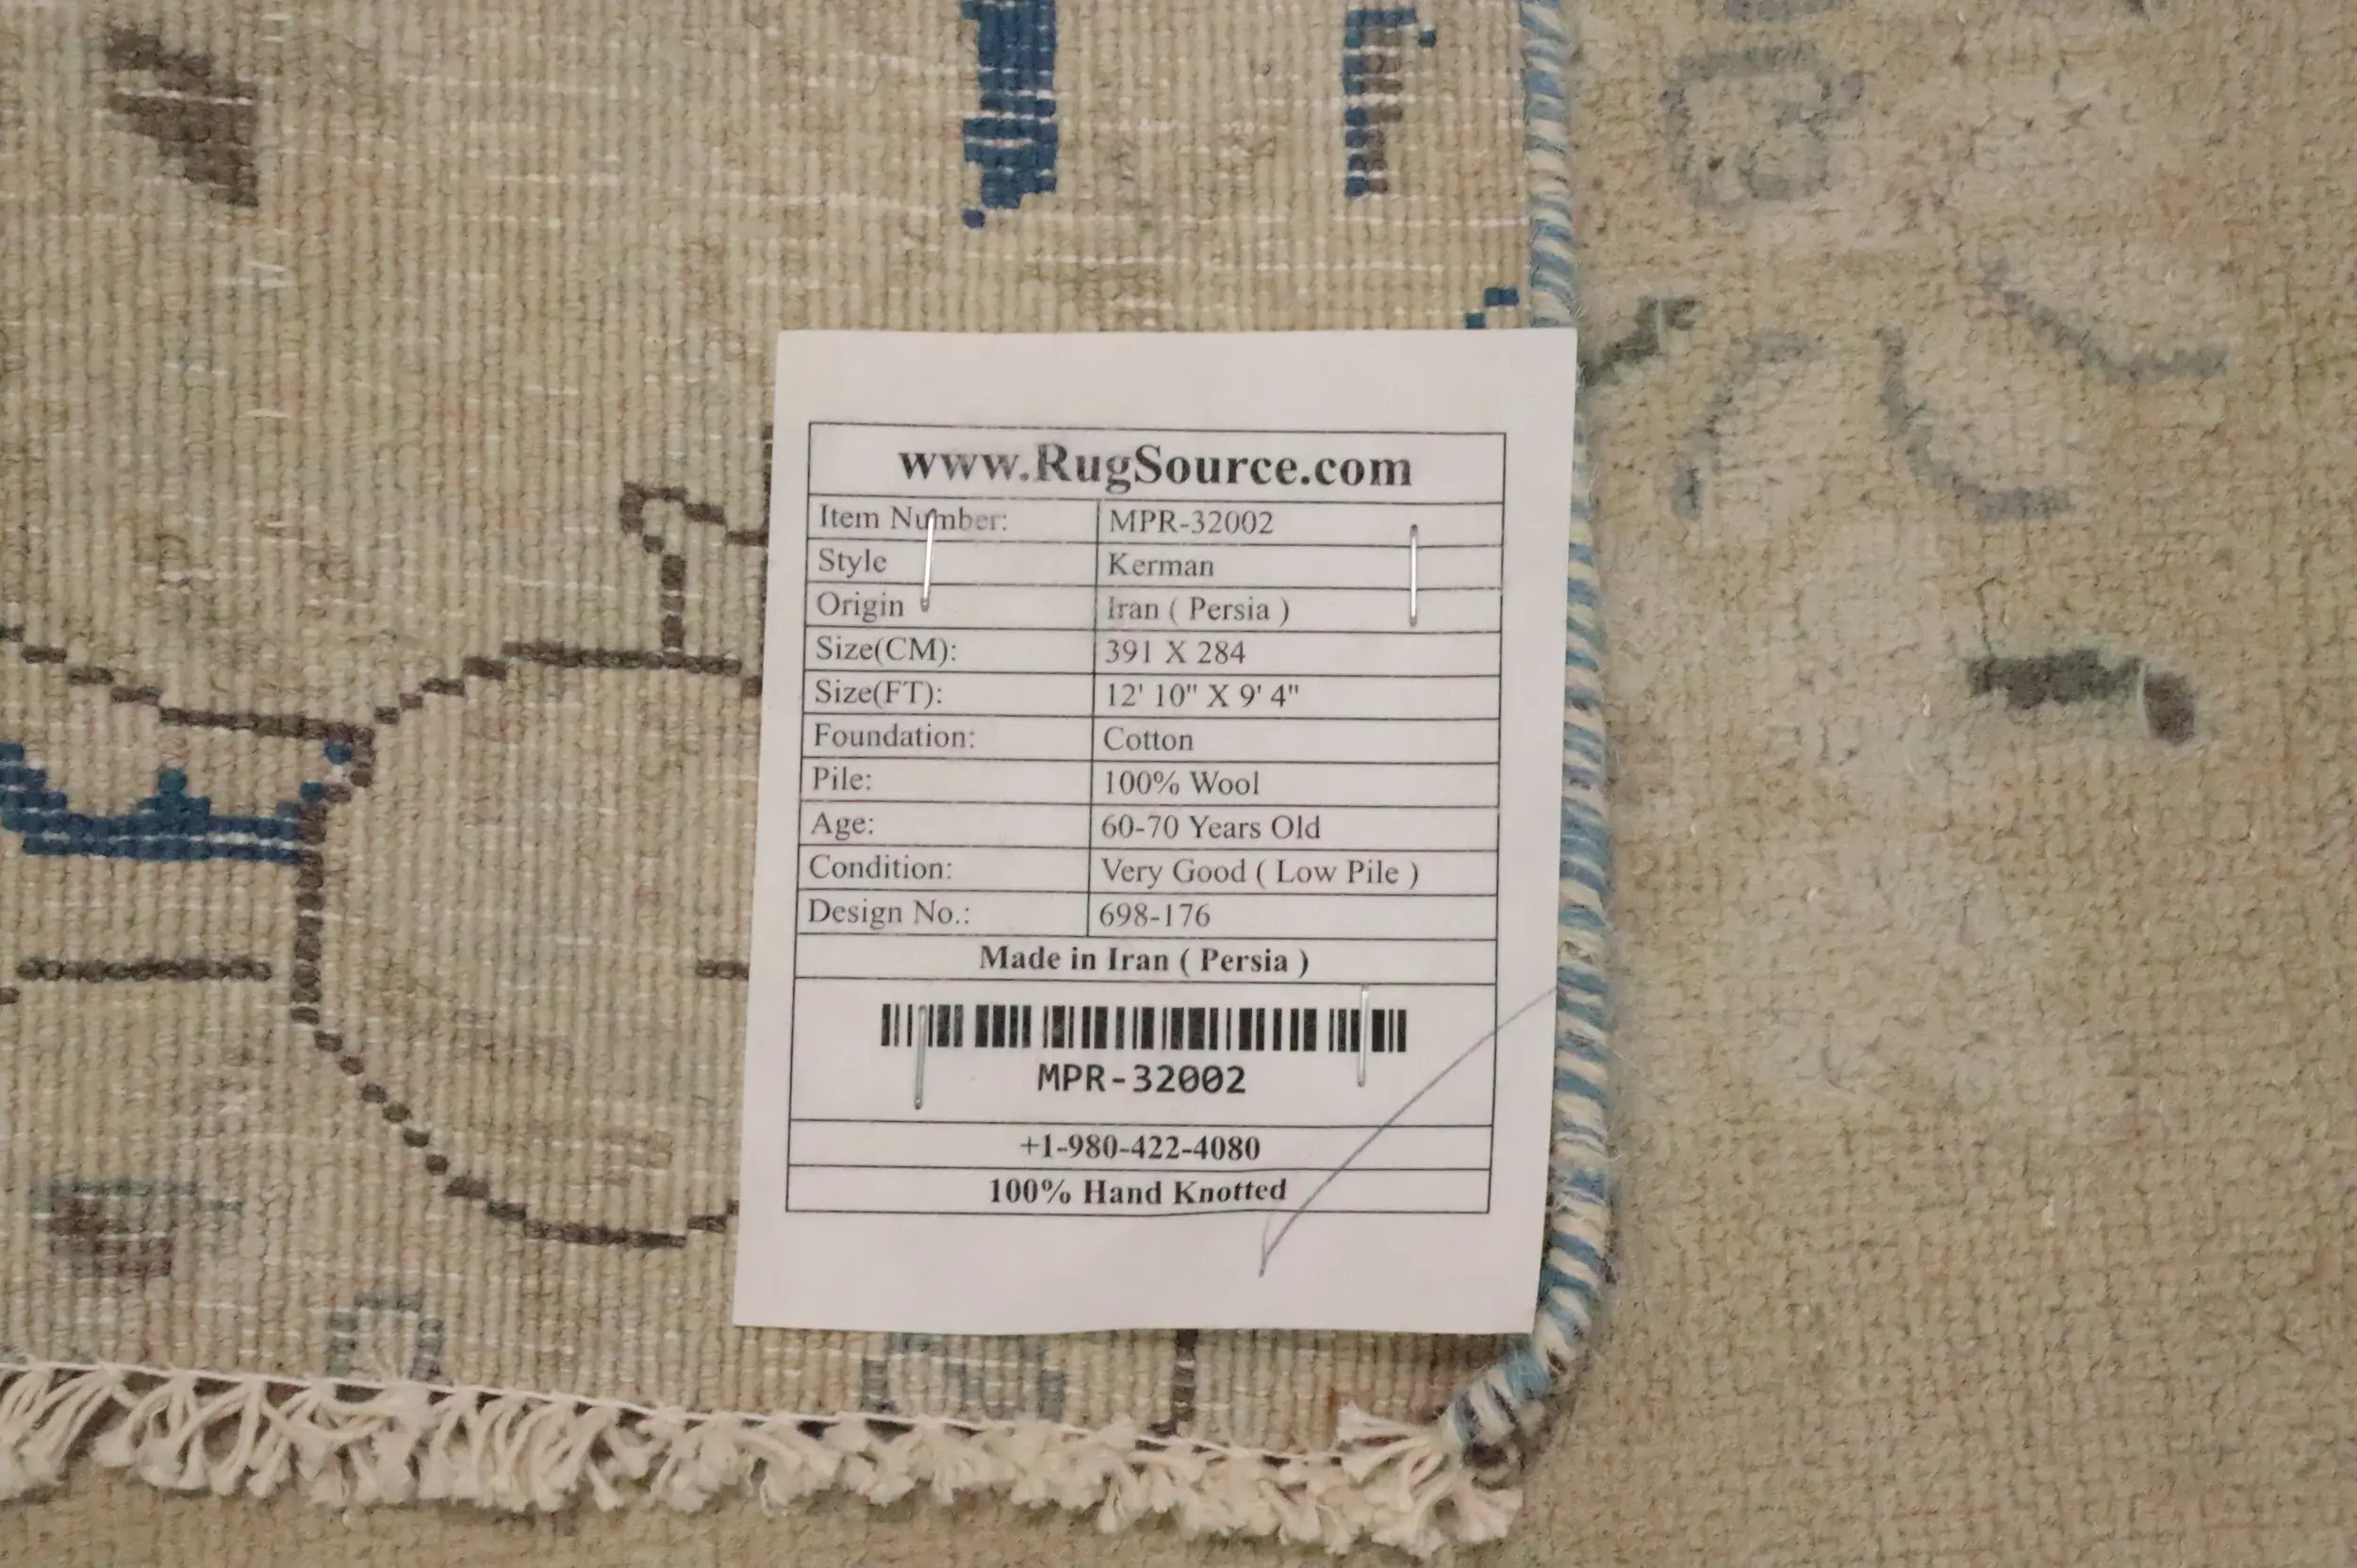 www.RugSource.com
Item Number: MPR-32002
Style Kerman
Origin Iran ( Persia )
Size(CM): 391 X 284
Size(FT): 12' 10" X 9' 4"
Foundation: Cotton
Pile: 100% Wool
Age: 60-70 Years Old
Condition: Very Good ( Low Pile )
Design No.: 698-176
Made in Iran ( Persia )
MPR-32002
+1-980-422-4080
100% Hand Knotted